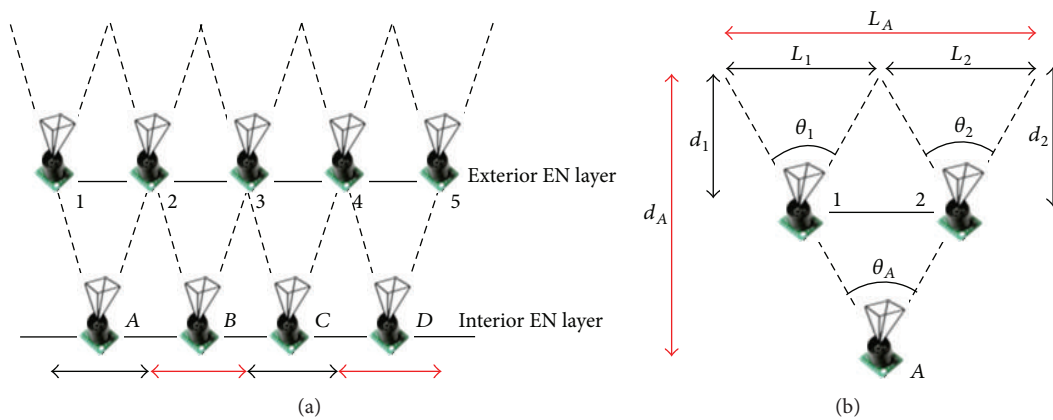 1
2
3
4
5
Exterior EN layer
A
B
C
D
Interior EN layer
(a)
L_A
L_1
L_2
d_1
θ_1
θ_2
d_2
1
2
d_A
θ_A
A
(b)